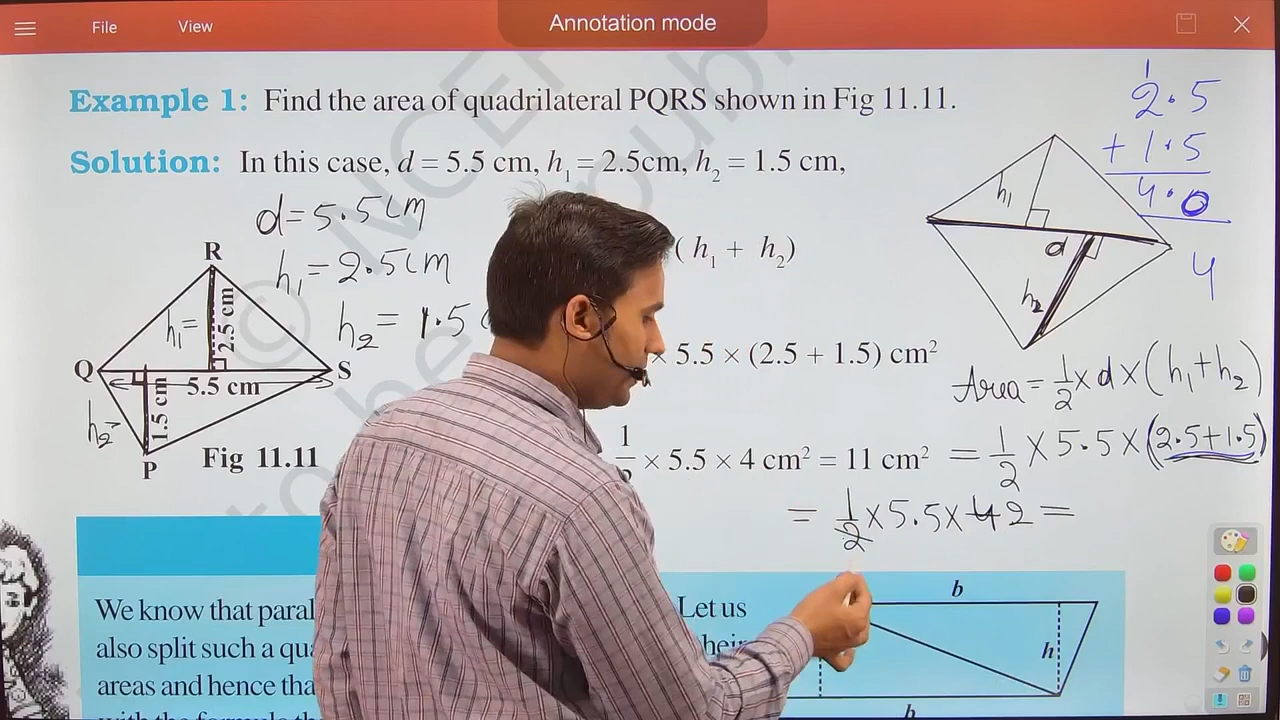 File View Annotation mode
Example 1: Find the area of quadrilateral PQRS shown in Fig 11.11.
Solution: In this case, d = 5.5 cm, h₁ = 2.5cm, h₂ = 1.5 cm,
d = 5.5 cm
h₁ = 2.5 cm
h₂ = 1.5
( h₁ + h₂)
× 5.5 × (2.5 + 1.5) cm²
1
× 5.5 × 4 cm² = 11 cm²
R
h₁ =
2.5 cm
Q
S
5.5 cm
h₂
1.5 cm
P
Fig 11.11
2.5
+ 1.5
4.0
4
h₁
d
h₂
Area = 1/2 × d × (h₁ + h₂)
= 1/2 × 5.5 × (2.5 + 1.5)
= 1/2 × 5.5 × 4 2 =
We know that
also split such a
areas and hence
Let us
b
h
b